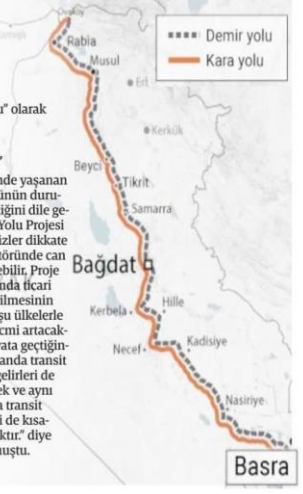 Demir yolu
Kara yolu
Rabia
Musul
Erbil
Kerkük
Beyci
Tikrit
Samarra
Bağdat
Kerbela
Hille
Necef
Kadisiye
Nasiriye
Basra
u" olarak
nde yaşanan
ünün duru-
iğini dile ge-
Yolu Projesi
izler dikkate
töründe can
ebilir. Proje
nda ticari
ilmesinin
şu ülkelerle
cmi artacak-
ata geçtiğin-
anda transit
gelirleri de
ek ve aynı
a transit
i de kısa-
ktır." diye
uştu.